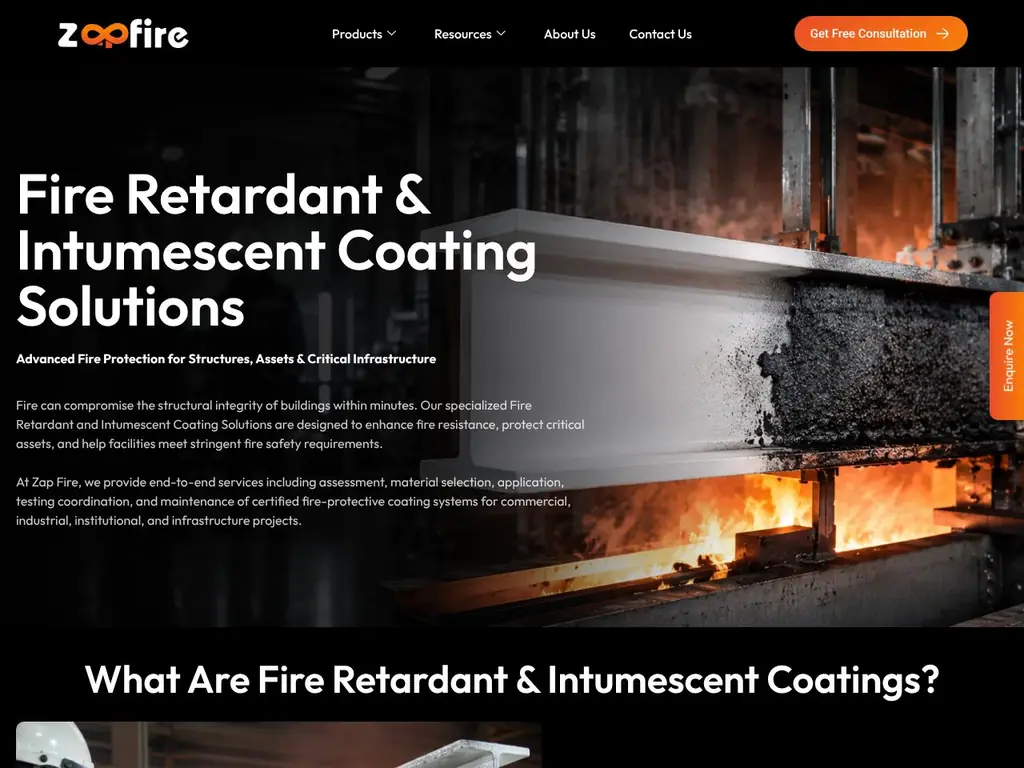 zapfire
Products
Resources
About Us
Contact Us
Get Free Consultation
Fire Retardant &
Intumescent Coating
Solutions
Advanced Fire Protection for Structures, Assets & Critical Infrastructure
Enquire Now
Fire can compromise the structural integrity of buildings within minutes. Our specialized Fire
Retardant and Intumescent Coating Solutions are designed to enhance fire resistance, protect critical
assets, and help facilities meet stringent fire safety requirements.
At Zap Fire, we provide end-to-end services including assessment, material selection, application,
testing coordination, and maintenance of certified fire-protective coating systems for commercial,
industrial, institutional, and infrastructure projects.
What Are Fire Retardant & Intumescent Coatings?